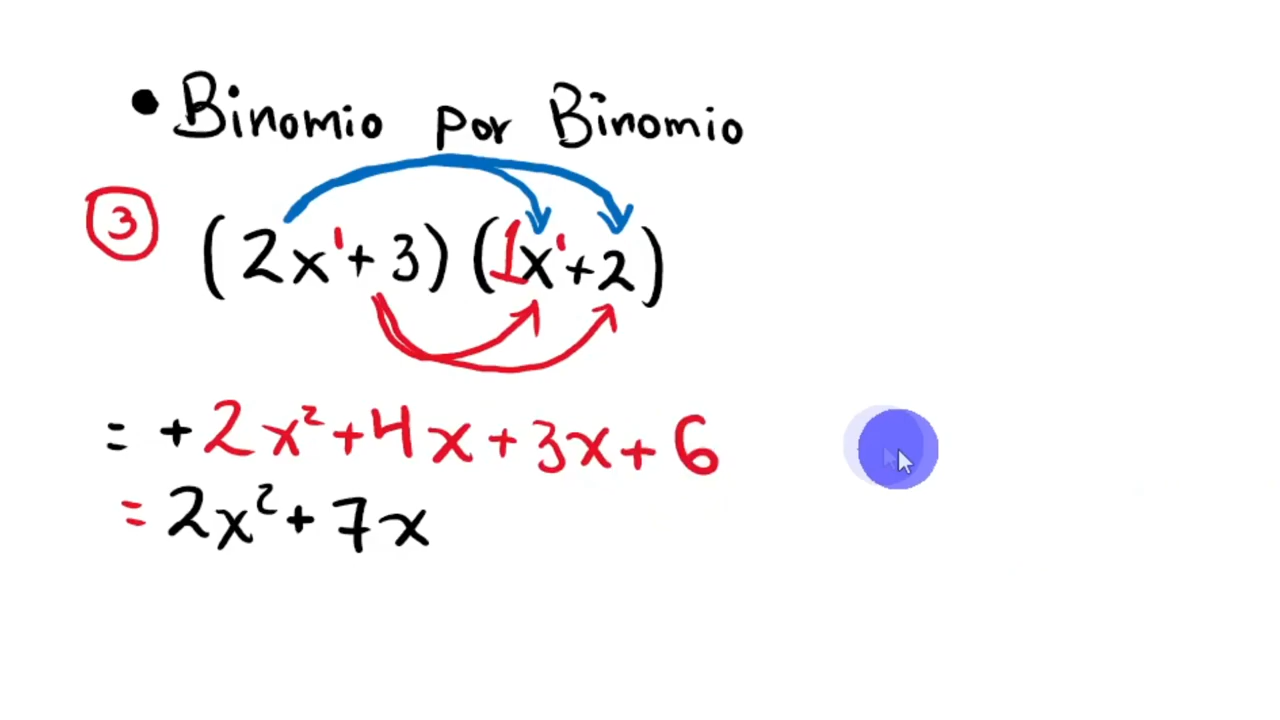 • Binomio por Binomio
③ (2x¹+3)(1x¹+2)
= +2x²+4x+3x+6
= 2x²+7x